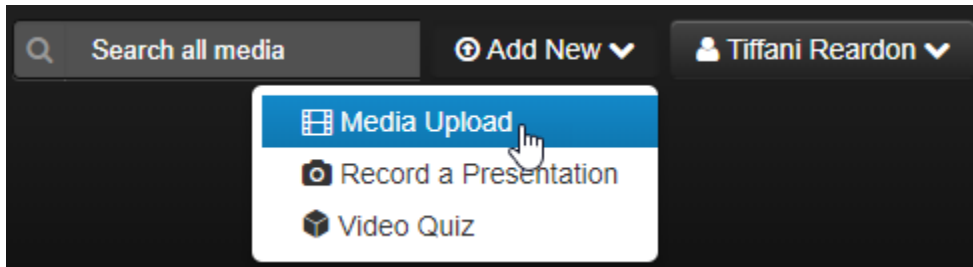 Search all media
Add New
Tiffani Reardon
Media Upload
Record a Presentation
Video Quiz